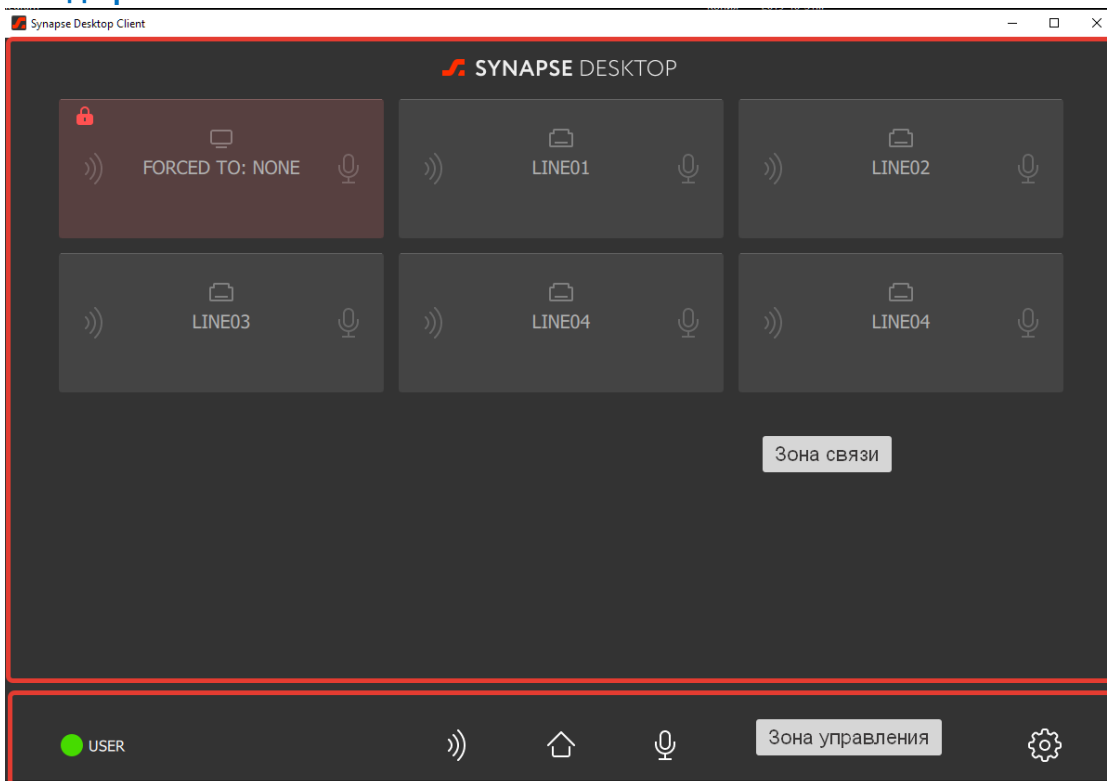 Synapse Desktop Client
SYNAPSE DESKTOP
FORCED TO: NONE
LINE01
LINE02
LINE03
LINE04
LINE04
Зона связи
USER
Зона управления